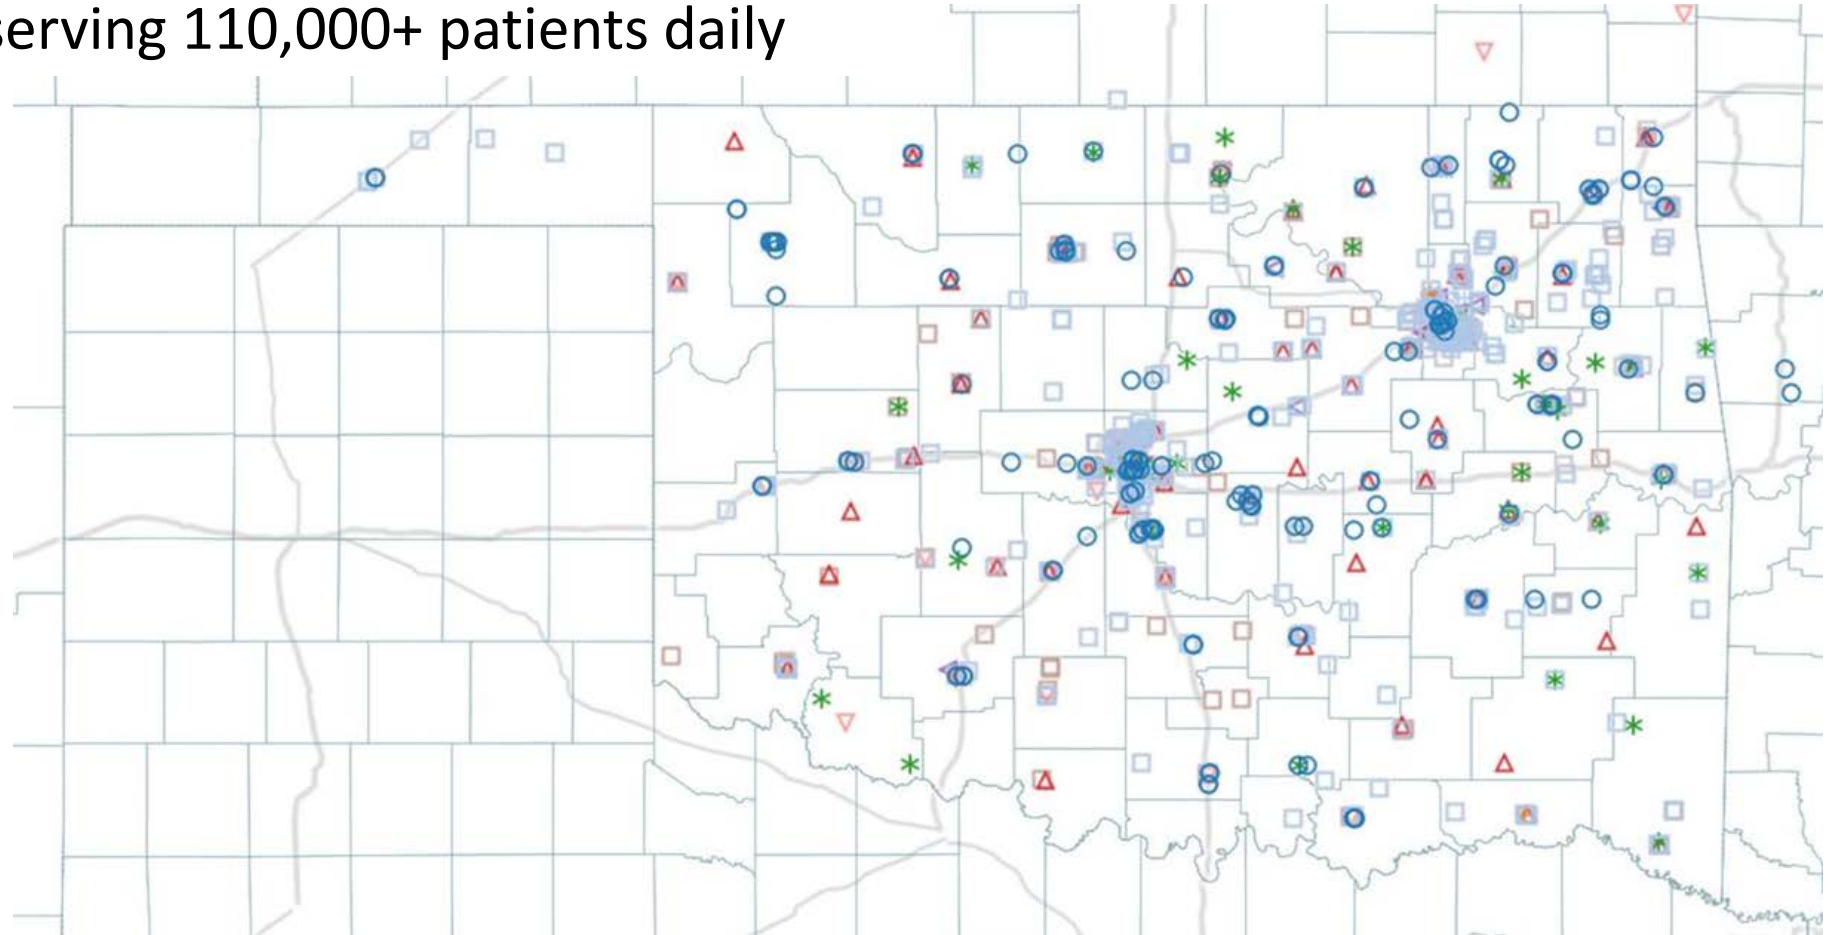 serving 110,000+ patients daily